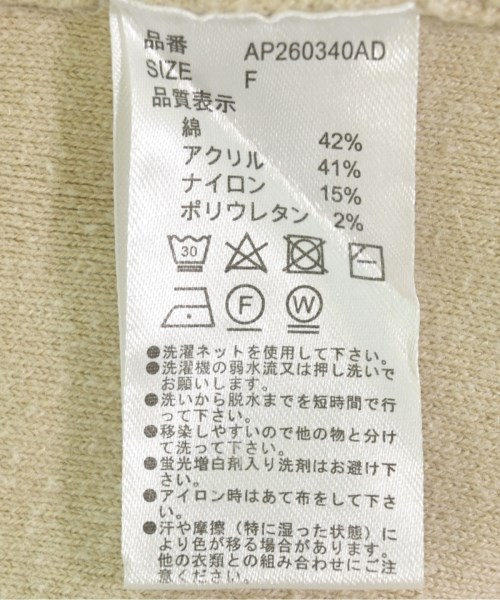 品番 AP260340AD
SIZE F
品質表示
綿 42%
アクリル 41%
ナイロン 15%
ポリウレタン 2%
30
F W
●洗濯ネットを使用して下さい。
●洗濯機の弱水流又は押し洗いで
お願いします。
●洗いから脱水までを短時間で行
って下さい。
●移染しやすいので他の物と分け
て洗って下さい。
●蛍光増白剤入り洗剤はお避け下
さい。
●アイロン時はあて布をして下さ
い。
●汗や摩擦（特に湿った状態）に
より色が移る場合があります。
他の衣類との組み合わせにご注
意ください。